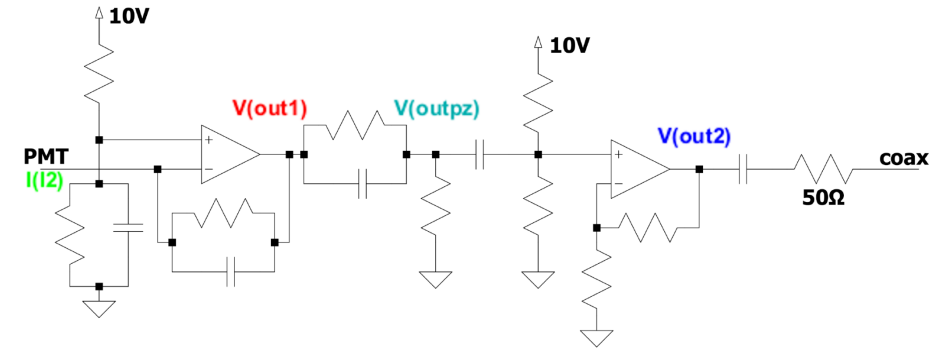 10V
10V
V(out1)
V(outpz)
V(out2)
PMT
I(I2)
+
−
+
−
coax
50Ω